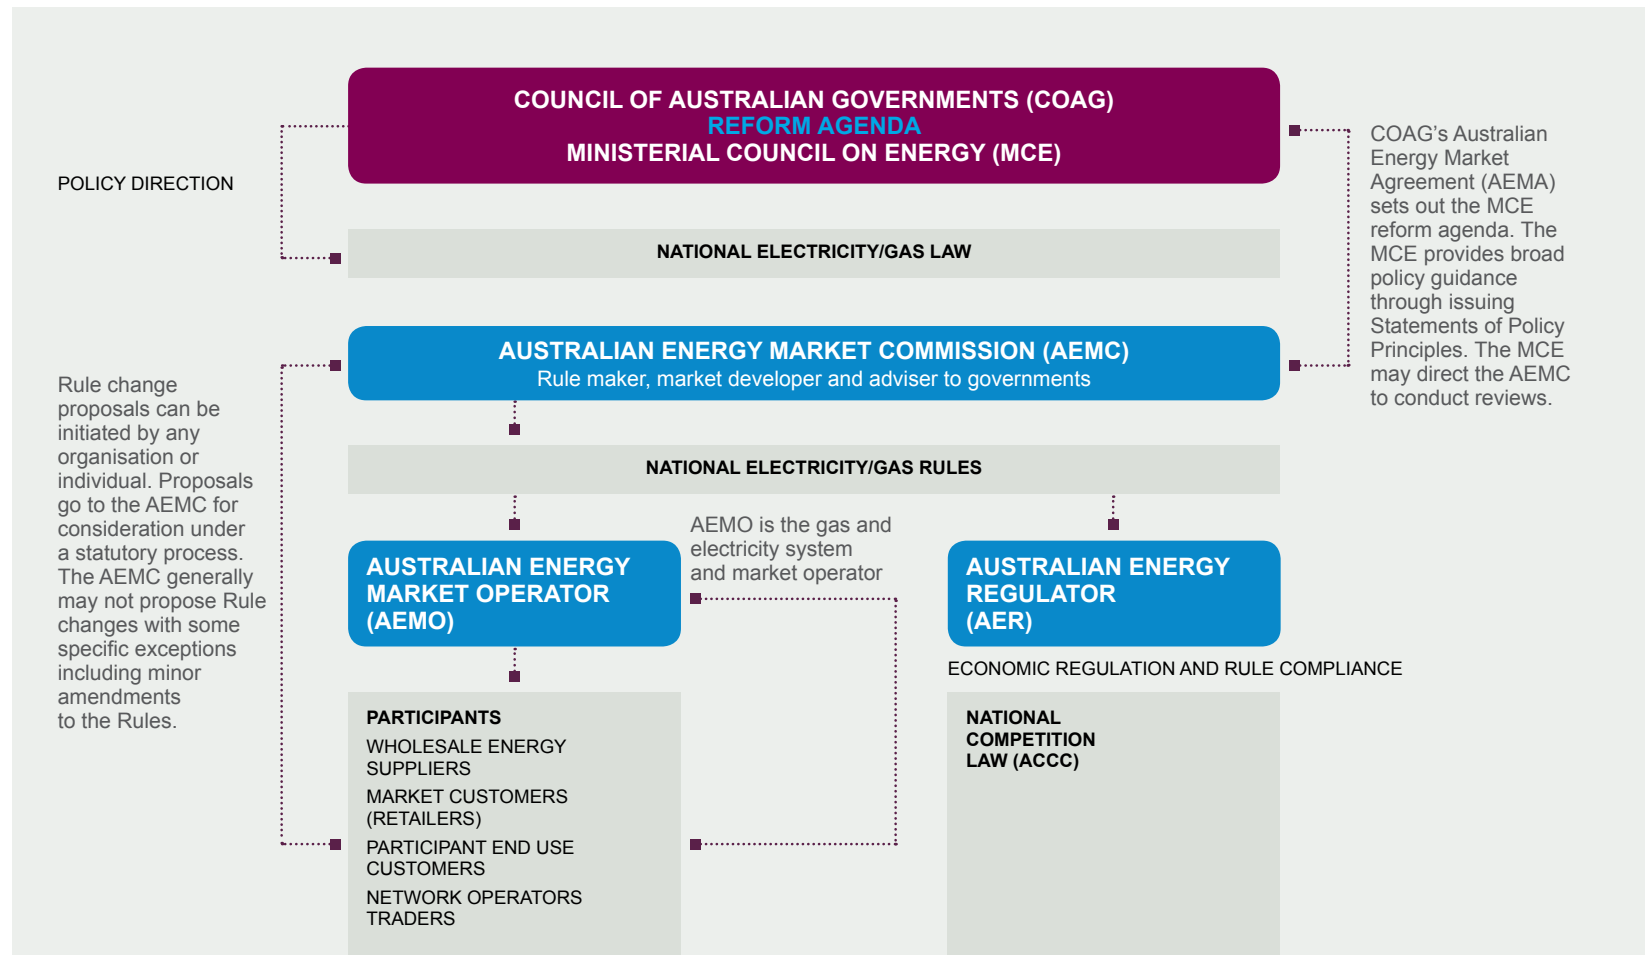 COUNCIL OF AUSTRALIAN GOVERNMENTS (COAG)
REFORM AGENDA
MINISTERIAL COUNCIL ON ENERGY (MCE)
POLICY DIRECTION
COAG's Australian
Energy Market
Agreement (AEMA)
sets out the MCE
reform agenda. The
MCE provides broad
policy guidance
through issuing
Statements of Policy
Principles. The MCE
may direct the AEMC
to conduct reviews.
NATIONAL ELECTRICITY/GAS LAW
AUSTRALIAN ENERGY MARKET COMMISSION (AEMC)
Rule maker, market developer and adviser to governments
Rule change
proposals can be
initiated by any
organisation or
individual. Proposals
go to the AEMC for
consideration under
a statutory process.
The AEMC generally
may not propose Rule
changes with some
specific exceptions
including minor
amendments
to the Rules.
NATIONAL ELECTRICITY/GAS RULES
AUSTRALIAN ENERGY
MARKET OPERATOR
(AEMO)
AEMO is the gas and
electricity system
and market operator
AUSTRALIAN ENERGY
REGULATOR
(AER)
ECONOMIC REGULATION AND RULE COMPLIANCE
PARTICIPANTS
WHOLESALE ENERGY
SUPPLIERS
MARKET CUSTOMERS
(RETAILERS)
PARTICIPANT END USE
CUSTOMERS
NETWORK OPERATORS
TRADERS
NATIONAL
COMPETITION
LAW (ACCC)